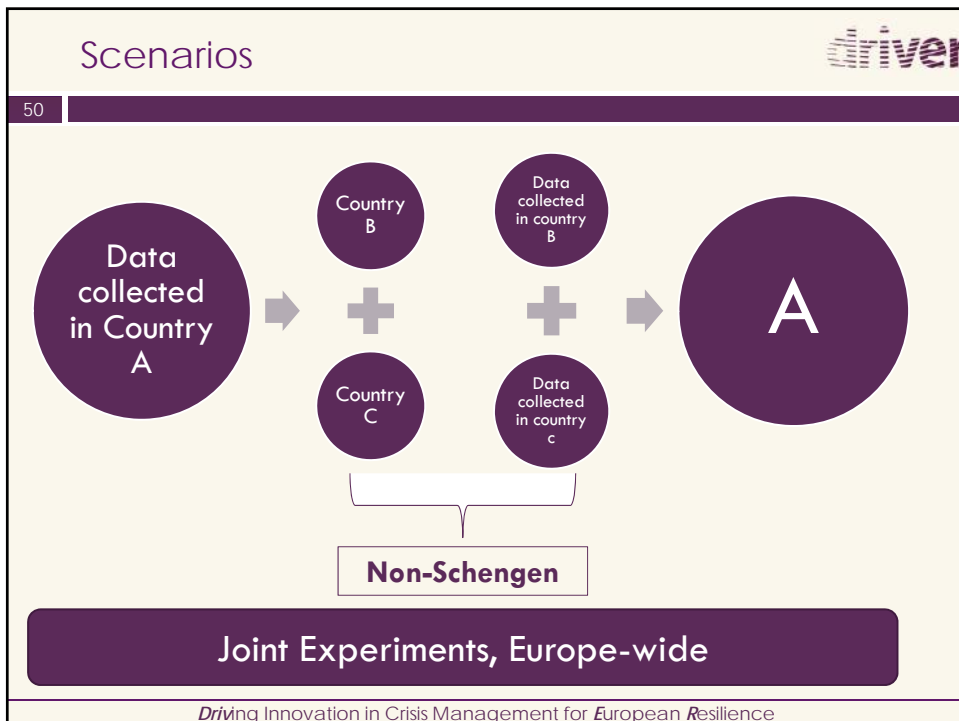 Scenarios
driver
50
Data
collected
in Country
A
Country
B
Country
C
Data
collected
in country
B
Data
collected
in country
c
A
Non-Schengen
Joint Experiments, Europe-wide
Driving Innovation in Crisis Management for European Resilience